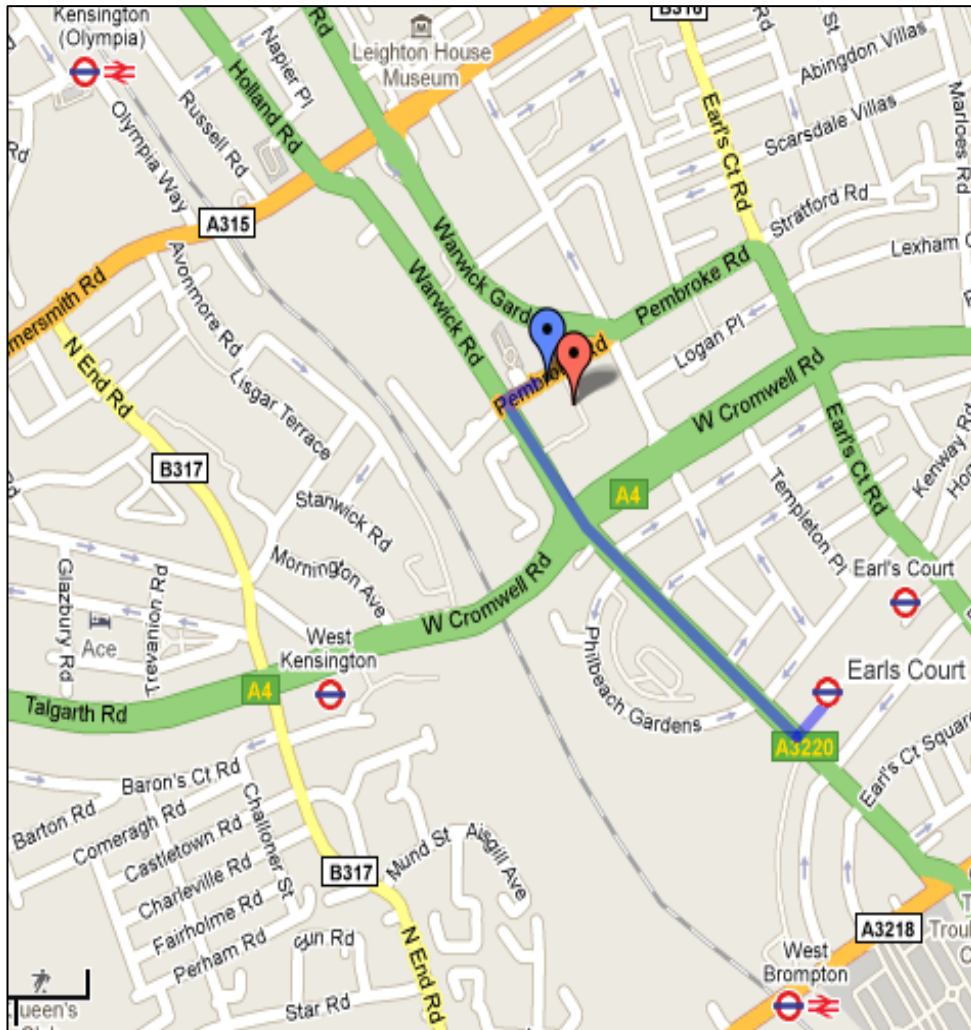 Kensington
(Olympia)
Rd
B316
St
Napier Pl
Leighton House
Museum
Abingdon Villas
Holland Rd
Russell Rd
Earl's Ct Rd
Scarsdale Villas
Marloes Rd
Rd
Olympia Way
Stratford Rd
A315
Lexham
Avonmore Rd
Warwick Rd
Warwick Gard
Pembroke Rd
Logan Pl
N End Rd
Lisgar Terrace
Rd
W Cromwell Rd
B317
A4
Earl's Ct Rd
Kenway Rd
Stanwick Rd
Templeton Pl
Mornington Ave
Earl's Court
Glazbury Rd
Trevanion Rd
W Cromwell Rd
Ace
West
Kensington
Philbeach Gardens
Earls Court
A4
Talgarth Rd
A3220
Earl's Ct Square
Baron's Ct Rd
Barton Rd
Comeragh Rd
Challoner St
Castletown Rd
Mund St
Aisgill Ave
Charleville Rd
B317
Fairholme Rd
A3218
Perham Rd
N End Rd
West
Brompton
Star Rd